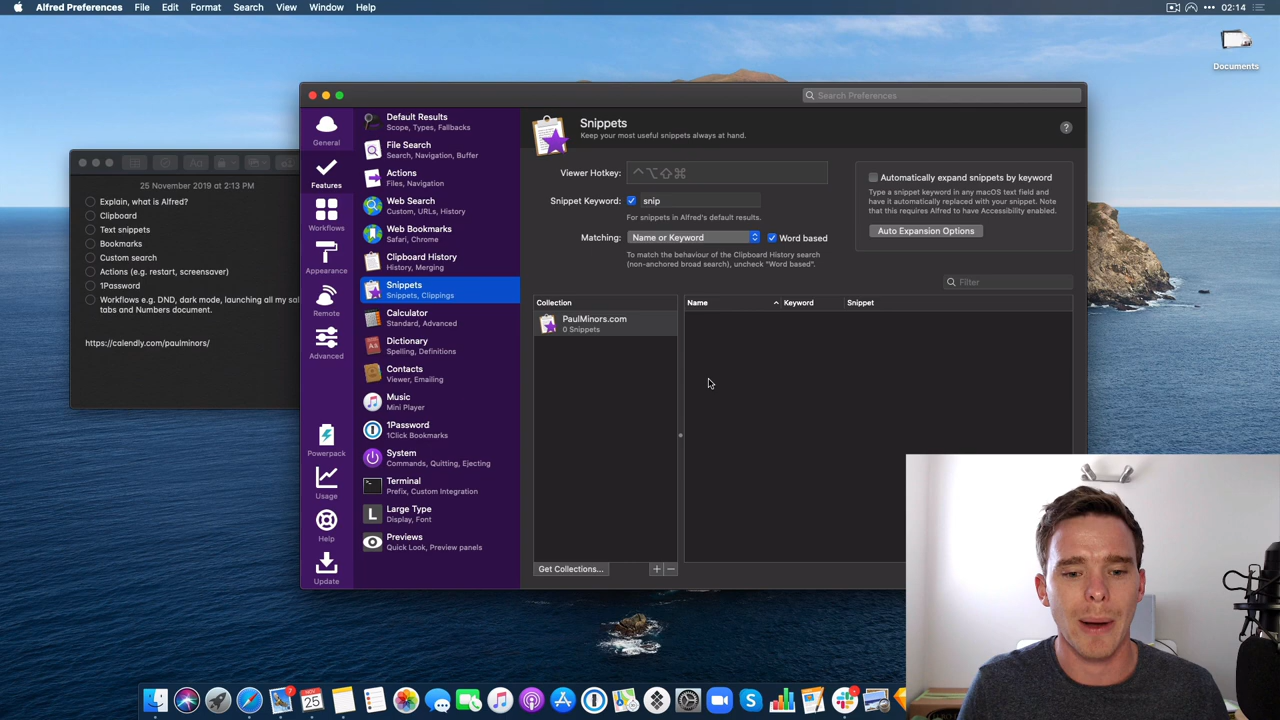 Alfred Preferences File Edit Format Search View Window Help
02:14
Documents
Search Preferences
General
Features
Workflows
Appearance
Remote
Advanced
Powerpack
Usage
Help
Update
Default Results
Scope, Types, Fallbacks
File Search
Search, Navigation, Buffer
Actions
Files, Navigation
Web Search
Custom, URLs, History
Web Bookmarks
Safari, Chrome
Clipboard History
History, Merging
Snippets
Snippets, Clippings
Calculator
Standard, Advanced
Dictionary
Spelling, Definitions
Contacts
Viewer, Emailing
Music
Mini Player
1Password
1Click Bookmarks
System
Commands, Quitting, Ejecting
Terminal
Prefix, Custom Integration
Large Type
Display, Font
Previews
Quick Look, Preview panels
Snippets
Keep your most useful snippets always at hand.
?
Viewer Hotkey: ⌃⌥⇧⌘
Snippet Keyword: snip
For snippets in Alfred's default results.
Matching: Name or Keyword Word based
To match the behaviour of the Clipboard History search
(non-anchored broad search), uncheck "Word based".
Automatically expand snippets by keyword
Type a snippet keyword in any macOS text field and
have it automatically replaced with your snippet. Note
that this requires Alfred to have Accessibility enabled.
Auto Expansion Options
Filter
Collection
Name Keyword Snippet
PaulMinors.com
0 Snippets
Get Collections... + −
25 November 2019 at 2:13 PM
Explain, what is Alfred?
Clipboard
Text snippets
Bookmarks
Custom search
Actions (e.g. restart, screensaver)
1Password
Workflows e.g. DND, dark mode, launching all my sal
tabs and Numbers document.
https://calendly.com/paulminors/
7
NOV
25